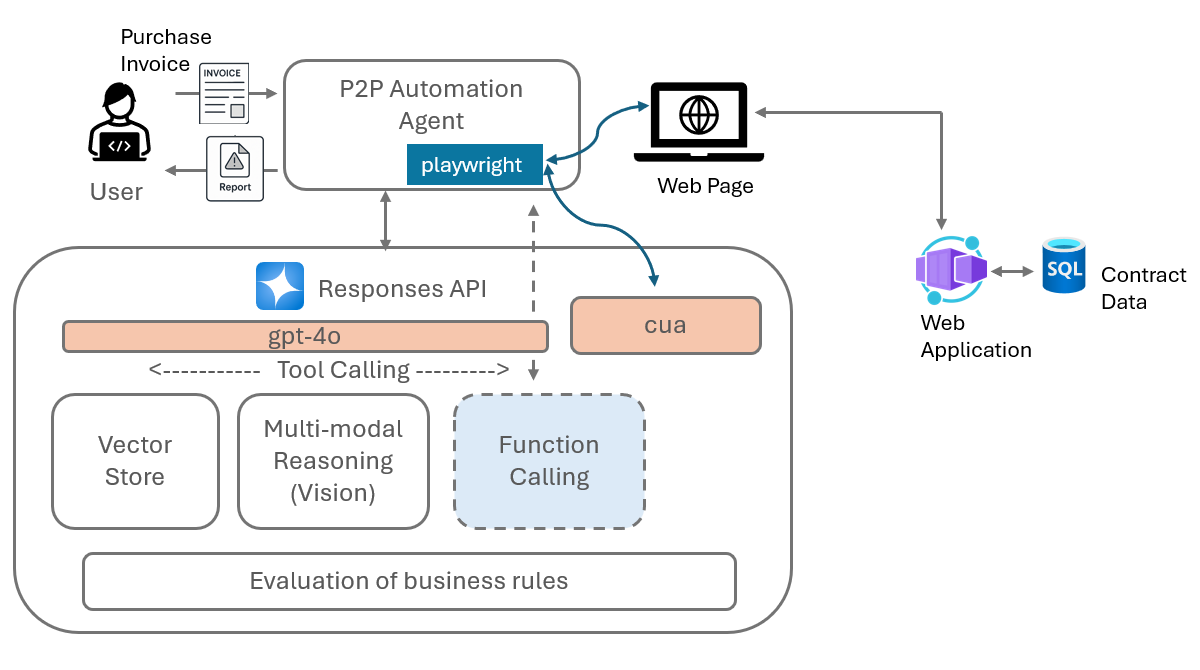 Purchase
Invoice
INVOICE
</>
User
Report
P2P Automation
Agent
playwright
Web Page
Web
Application
SQL
Contract
Data
Responses API
gpt-4o
cua
<----------- Tool Calling --------->
Vector
Store
Multi-modal
Reasoning
(Vision)
Function
Calling
Evaluation of business rules